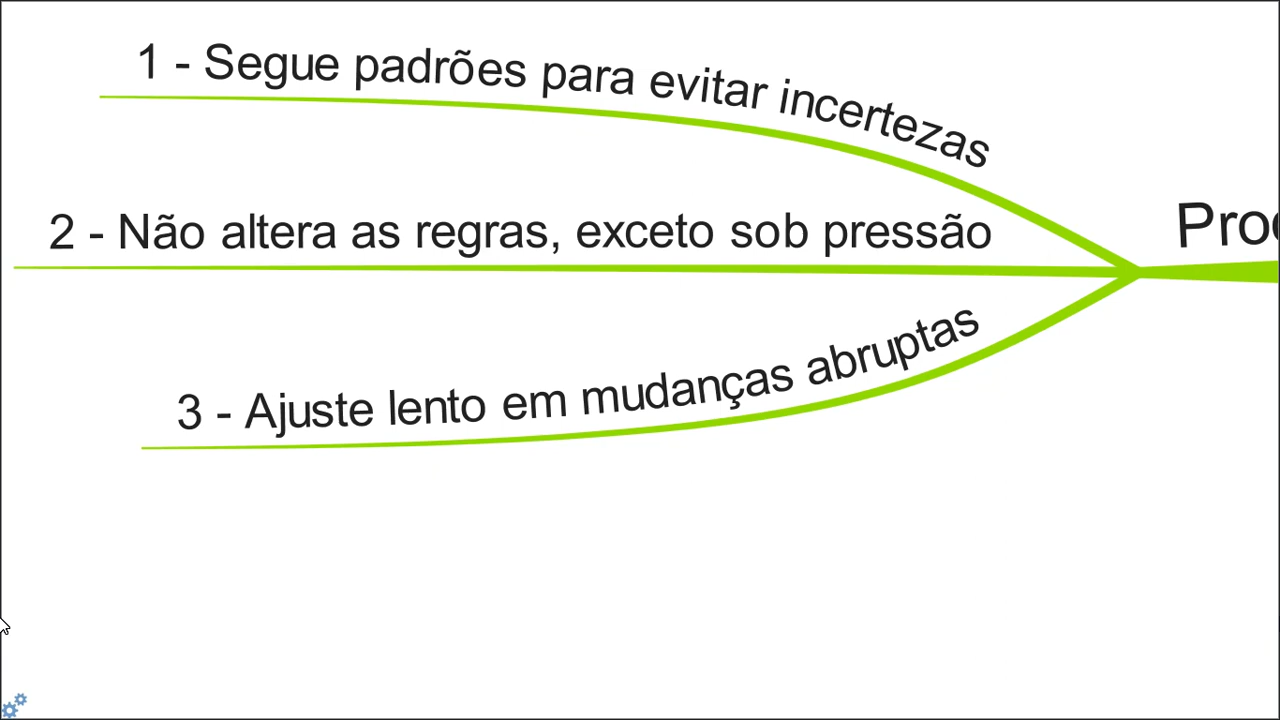 1 - Segue padrões para evitar incertezas
2 - Não altera as regras, exceto sob pressão
3 - Ajuste lento em mudanças abruptas